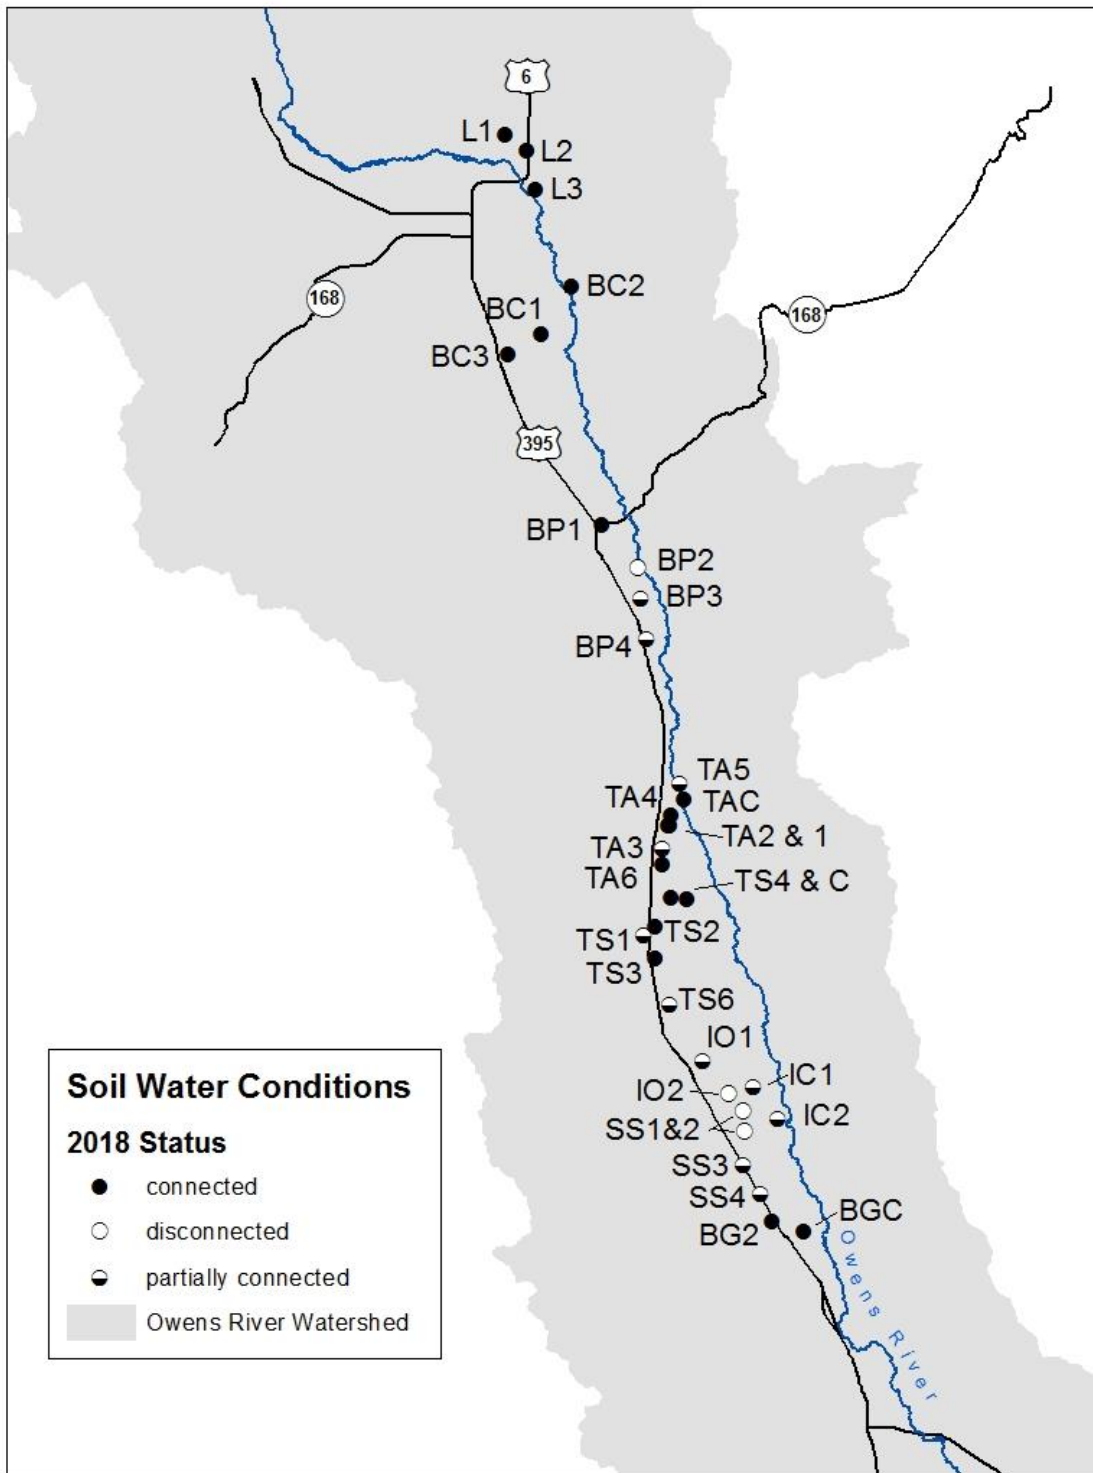 6
L1
L2
L3
BC2
168
BC1
168
BC3
395
BP1
BP2
BP3
BP4
TA5
TA4
TAC
TA2 & 1
TA3
TA6
TS4 & C
TS2
TS1
TS3
TS6
IO1
IC1
IO2
IC2
SS1&2
SS3
SS4
BGC
BG2
Owens River
Soil Water Conditions
2018 Status
connected
disconnected
partially connected
Owens River Watershed